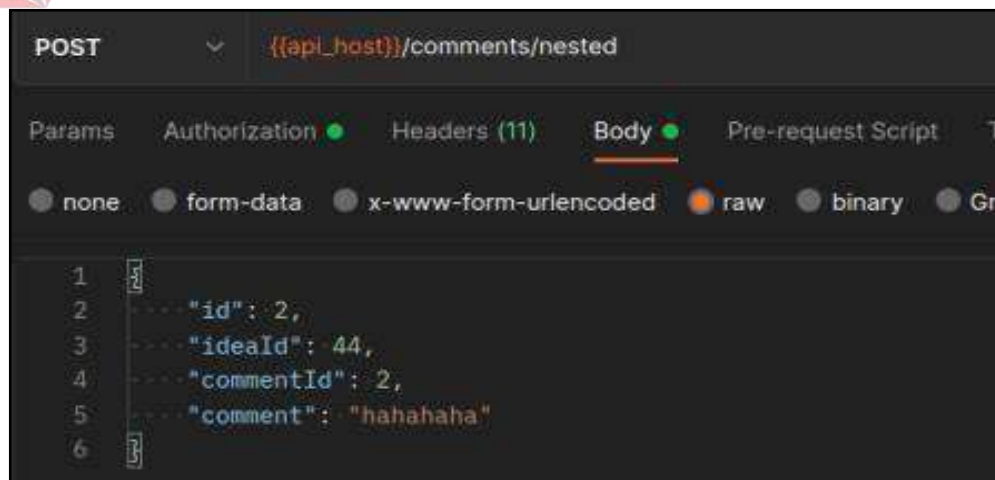 POST {{api_host}}/comments/nested
Params Authorization Headers (11) Body Pre-request Script
none form-data x-www-form-urlencoded raw binary Gr
1 {
2 "id": 2,
3 "ideaId": 44,
4 "commentId": 2,
5 "comment": "hahahaha"
6 }